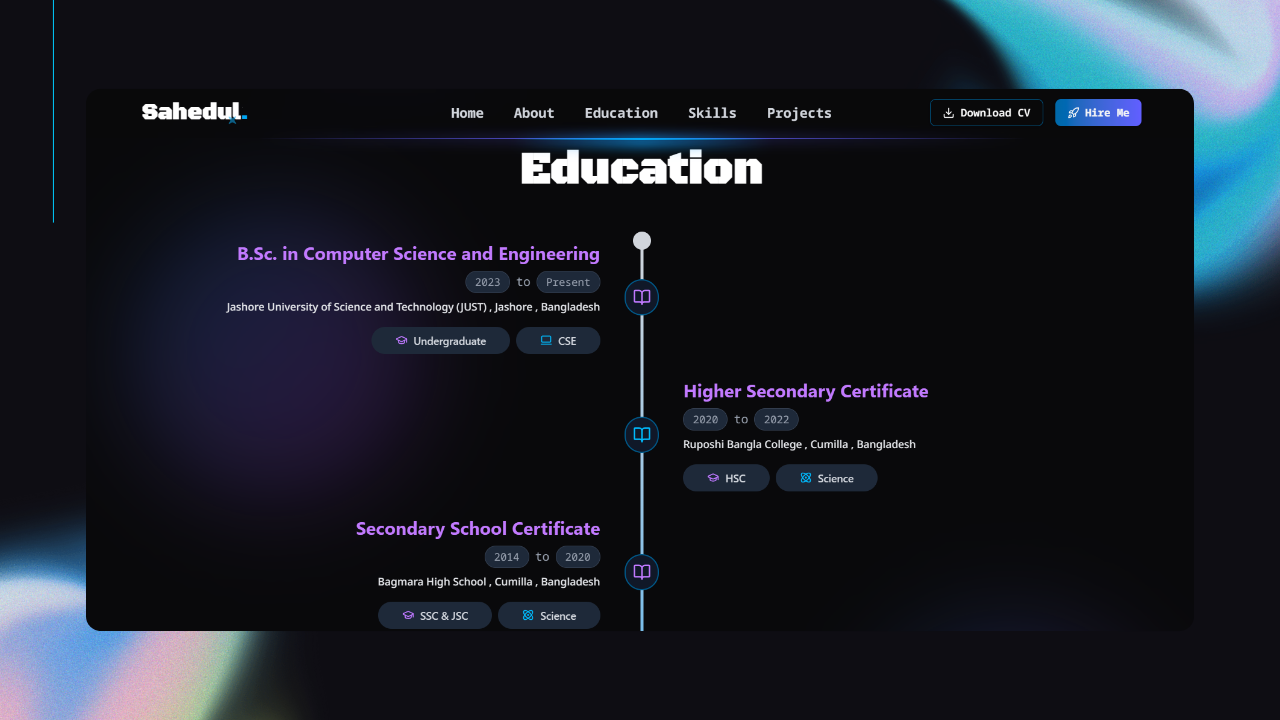 Sahedul.
Home About Education Skills Projects
Download CV Hire Me
Education
B.Sc. in Computer Science and Engineering
2023 to Present
Jashore University of Science and Technology (JUST) , Jashore , Bangladesh
Undergraduate CSE
Higher Secondary Certificate
2020 to 2022
Ruposhi Bangla College , Cumilla , Bangladesh
HSC Science
Secondary School Certificate
2014 to 2020
Bagmara High School , Cumilla , Bangladesh
SSC & JSC Science